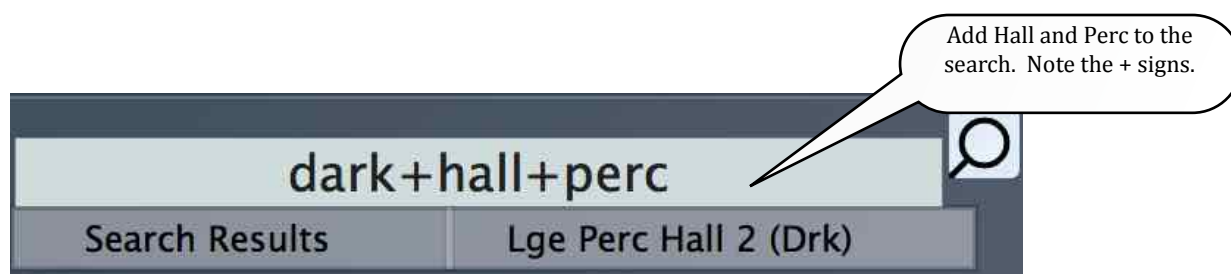 Add Hall and Perc to the
search. Note the + signs.
dark+hall+perc
Search Results
Lge Perc Hall 2 (Drk)